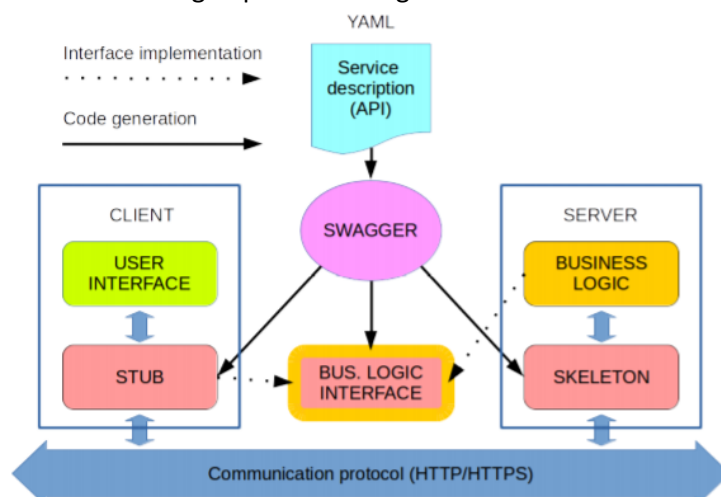 YAML
Interface implementation
Service
description
(API)
Code generation
CLIENT
SERVER
SWAGGER
USER
INTERFACE
BUSINESS
LOGIC
STUB
BUS. LOGIC
INTERFACE
SKELETON
Communication protocol (HTTP/HTTPS)